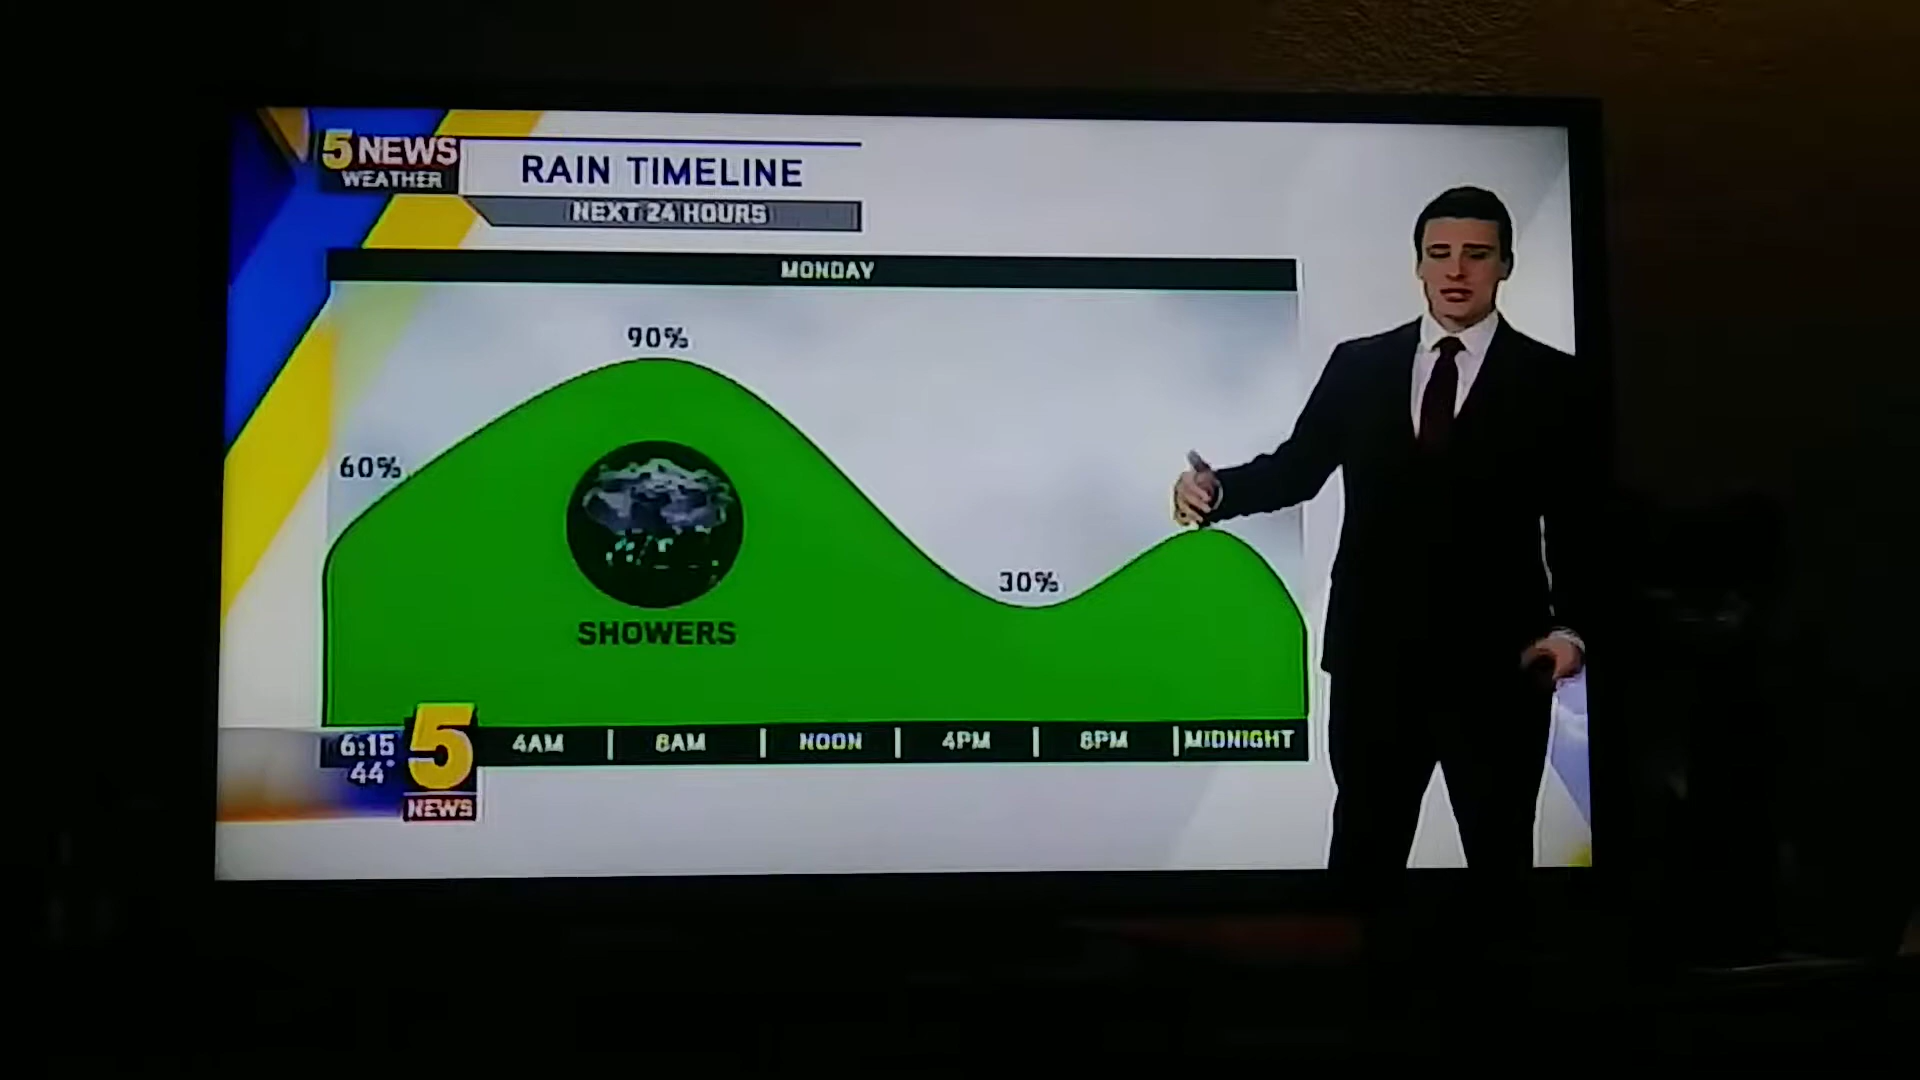 5 NEWS
WEATHER
RAIN TIMELINE
NEXT 24 HOURS
MONDAY
90%
60%
30%
SHOWERS
6:15
44°
5
NEWS
4AM
8AM
NOON
4PM
8PM
MIDNIGHT